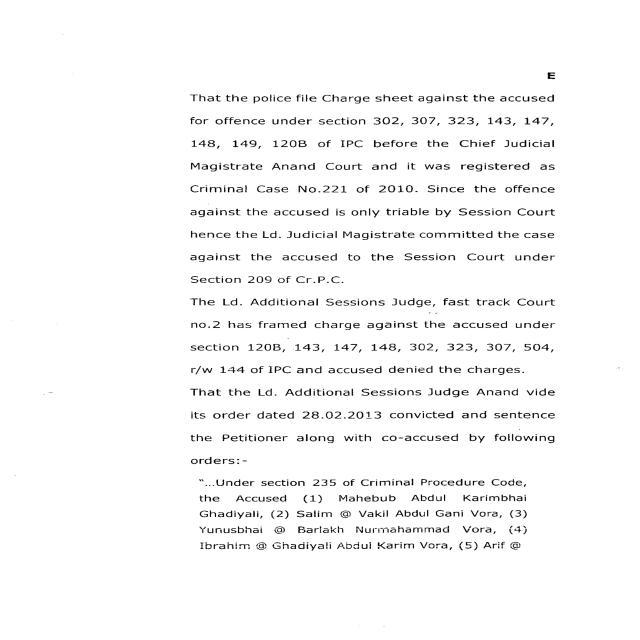 E
That the police file Charge sheet against the accused
for offence under section 302, 307, 323, 143, 147,
148, 149, 120B of IPC before the Chief Judicial
Magistrate Anand Court and it was registered as
Criminal Case No.221 of 2010. Since the offence
against the accused is only triable by Session Court
hence the Ld. Judicial Magistrate committed the case
against the accused to the Session Court under
Section 209 of Cr.P.C.
The Ld. Additional Sessions Judge, fast track Court
no.2 has framed charge against the accused under
section 120B, 143, 147, 148, 302, 323, 307, 504,
r/w 144 of IPC and accused denied the charges.
That the Ld. Additional Sessions Judge Anand vide
its order dated 28.02.2013 convicted and sentence
the Petitioner along with co-accused by following
orders:-
"...Under section 235 of Criminal Procedure Code,
the Accused (1) Mahebub Abdul Karimbhai
Ghadiyali, (2) Salim @ Vakil Abdul Gani Vora, (3)
Yunusbhai @ Barlakh Nurmahammad Vora, (4)
Ibrahim @ Ghadiyali Abdul Karim Vora, (5) Arif @